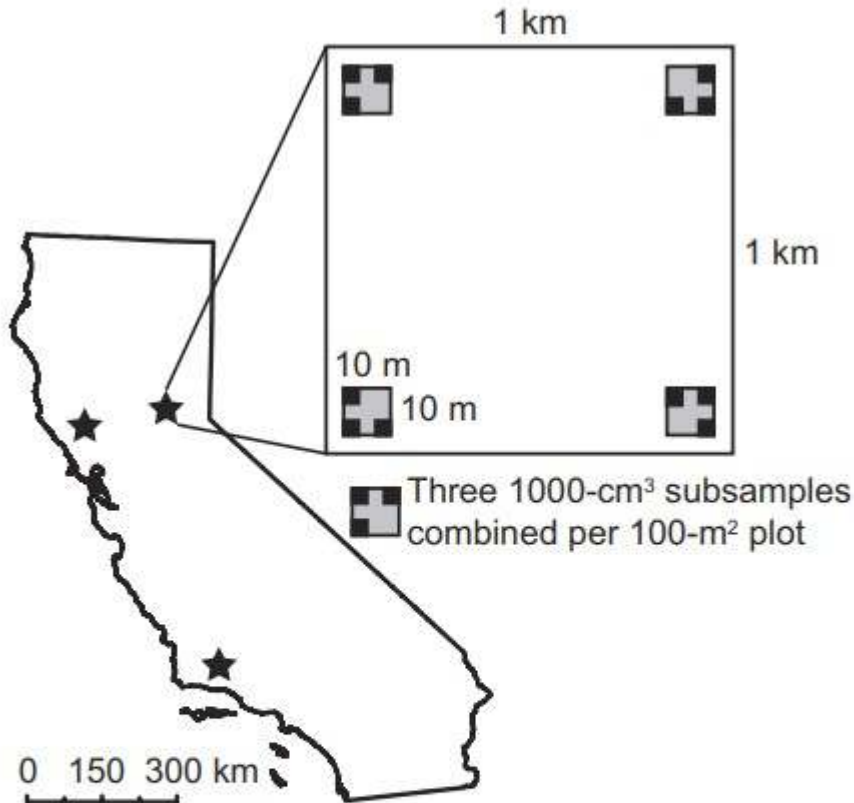 1 km
1 km
10 m
10 m
Three 1000-cm³ subsamples
combined per 100-m² plot
0 150 300 km